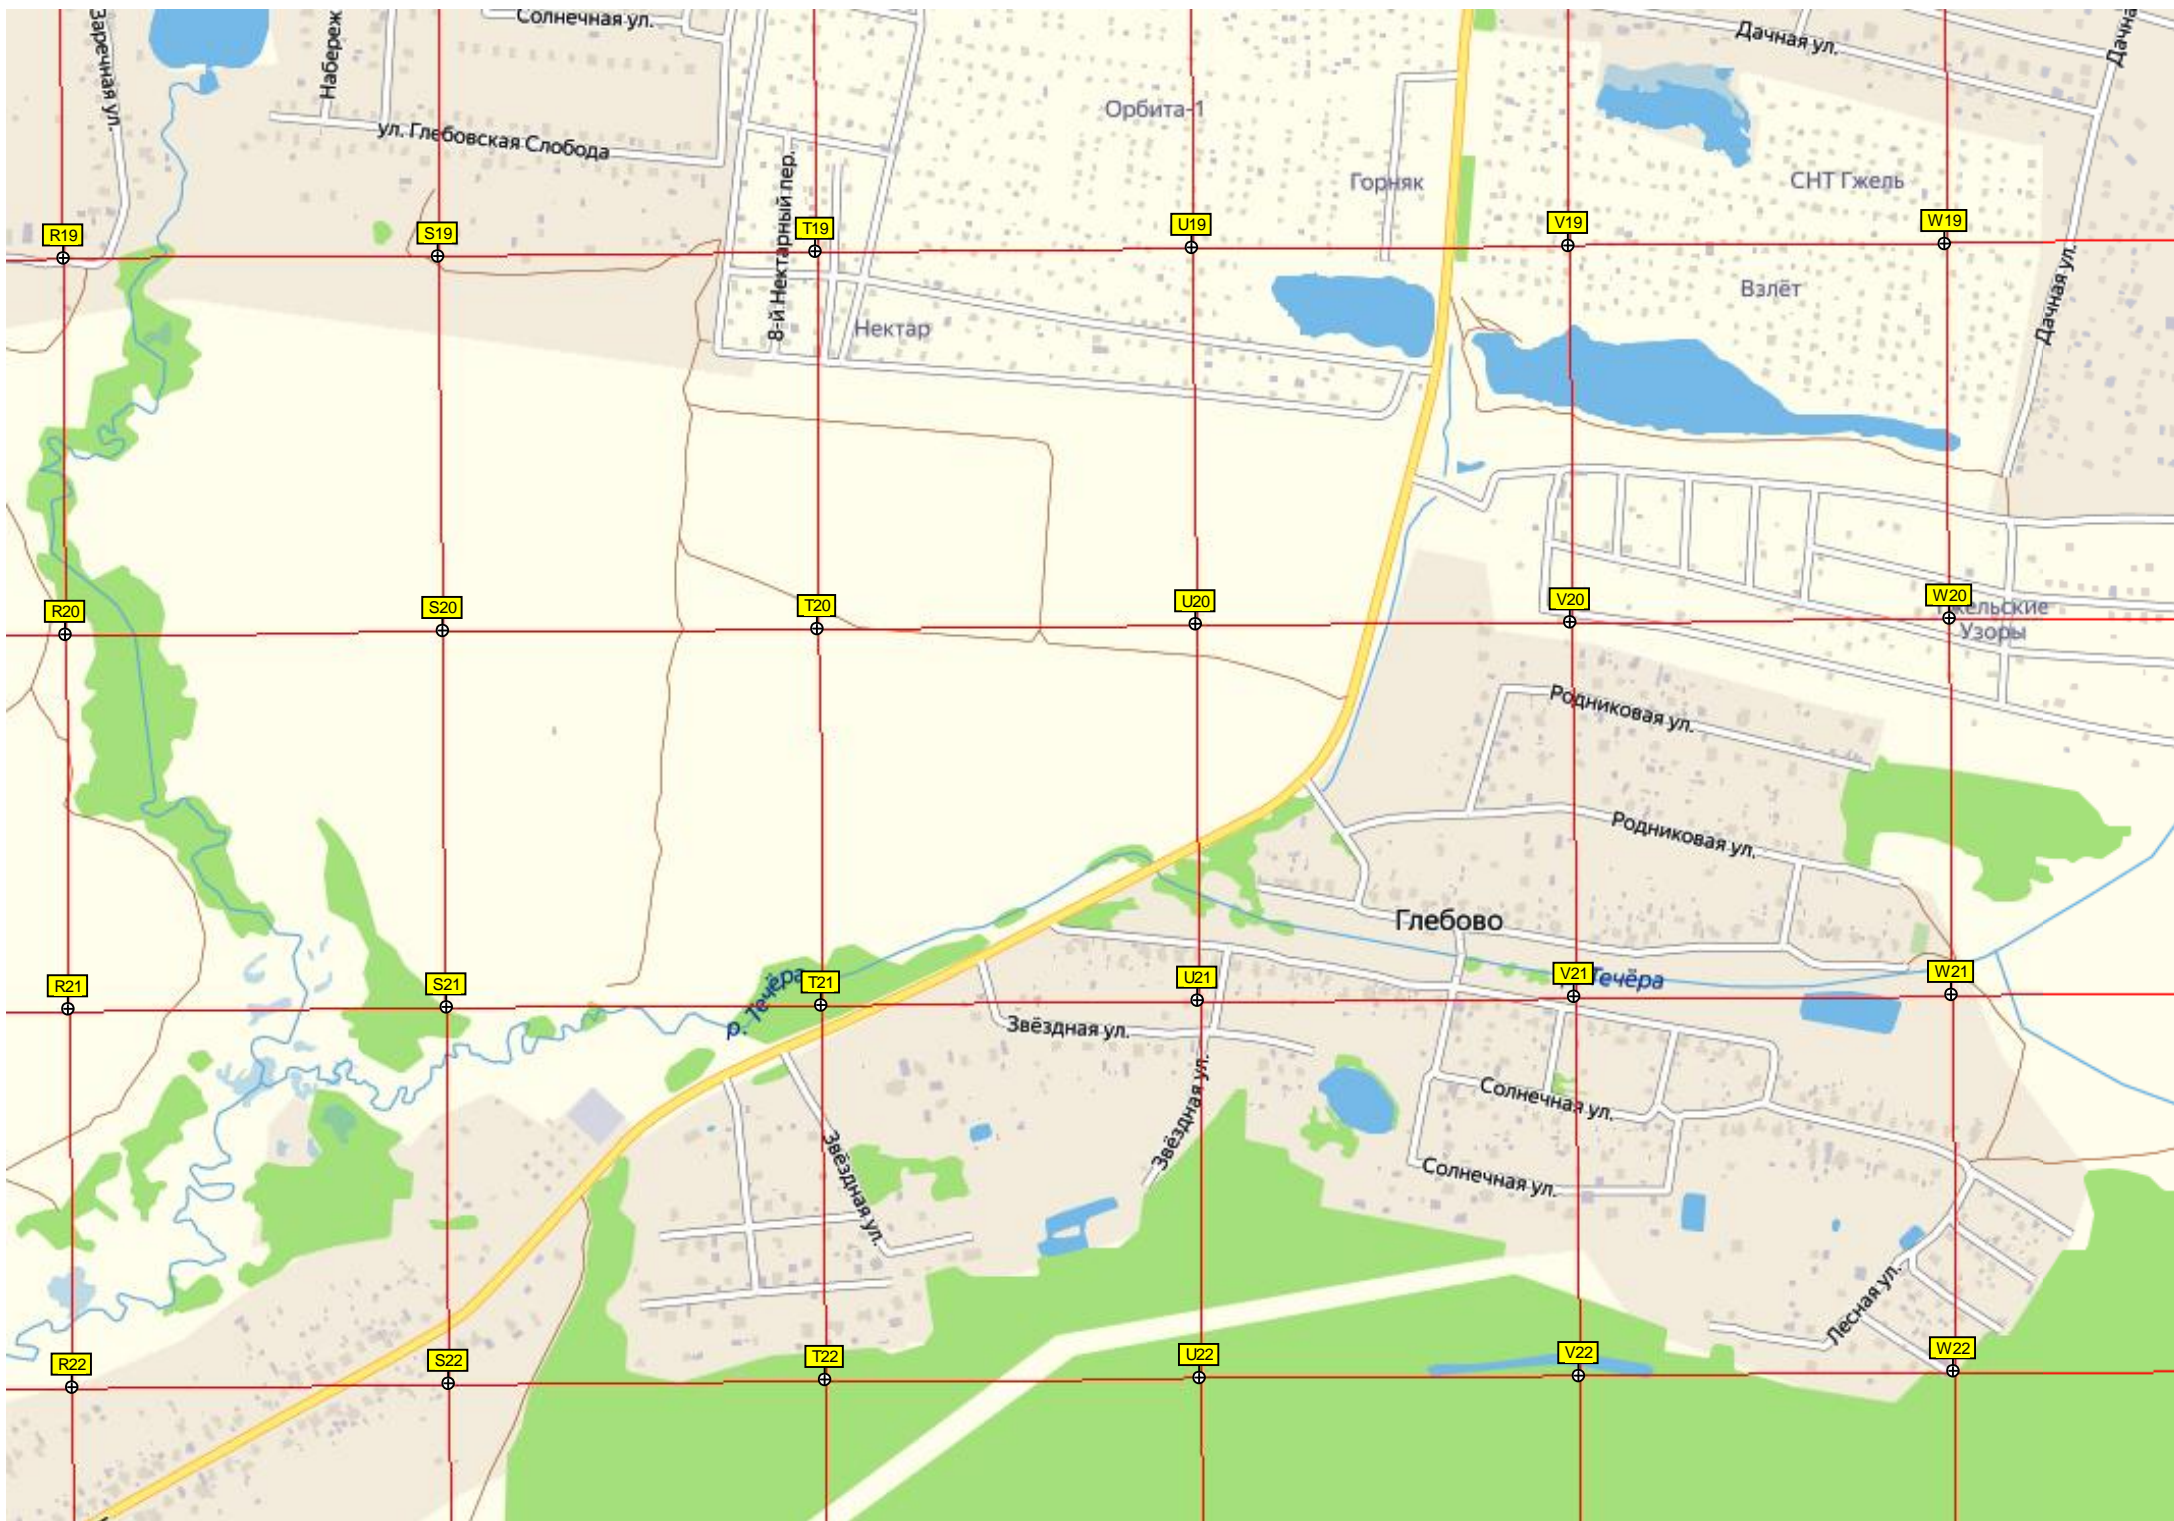 Заречная ул.
Набереж
Солнечная ул.
Дачная ул.
Дачна
Орбита-1
ул. Глебовская Слобода
8-й Нектарный пер.
Горняк
СНТ Гжель
R19
S19
T19
U19
V19
W19
Взлёт
Дачная ул.
Нектар
R20
S20
T20
U20
V20
W20
жельские
Узоры
Родниковая ул.
Родниковая ул.
Глебово
R21
S21
р. Течёра
T21
U21
V21
Течёра
W21
Звёздная ул.
Звёздная ул.
Солнечная ул.
Звёздная ул.
Солнечная ул.
Лесная ул.
R22
S22
T22
U22
V22
W22